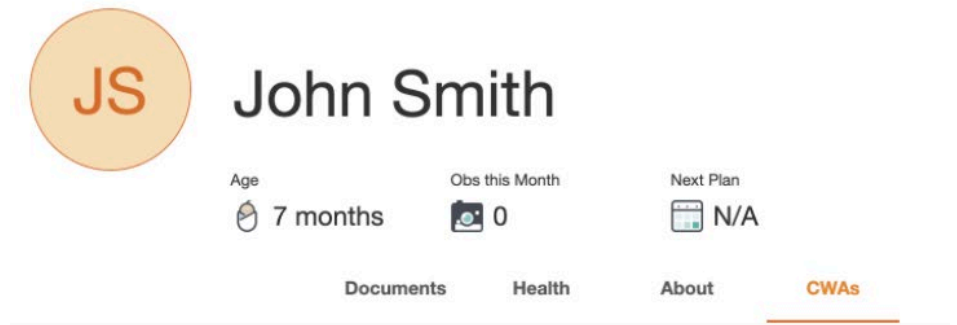 JS
John Smith
Age Obs this Month Next Plan
7 months 0 N/A
Documents Health About CWAs